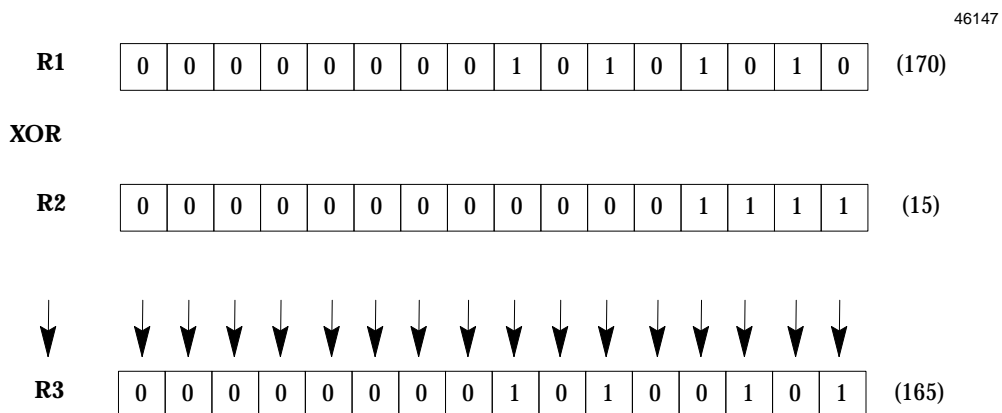 46147
R1 0 0 0 0 0 0 0 0 1 0 1 0 1 0 1 0 (170)
XOR
R2 0 0 0 0 0 0 0 0 0 0 0 0 1 1 1 1 (15)
R3 0 0 0 0 0 0 0 0 1 0 1 0 0 1 0 1 (165)